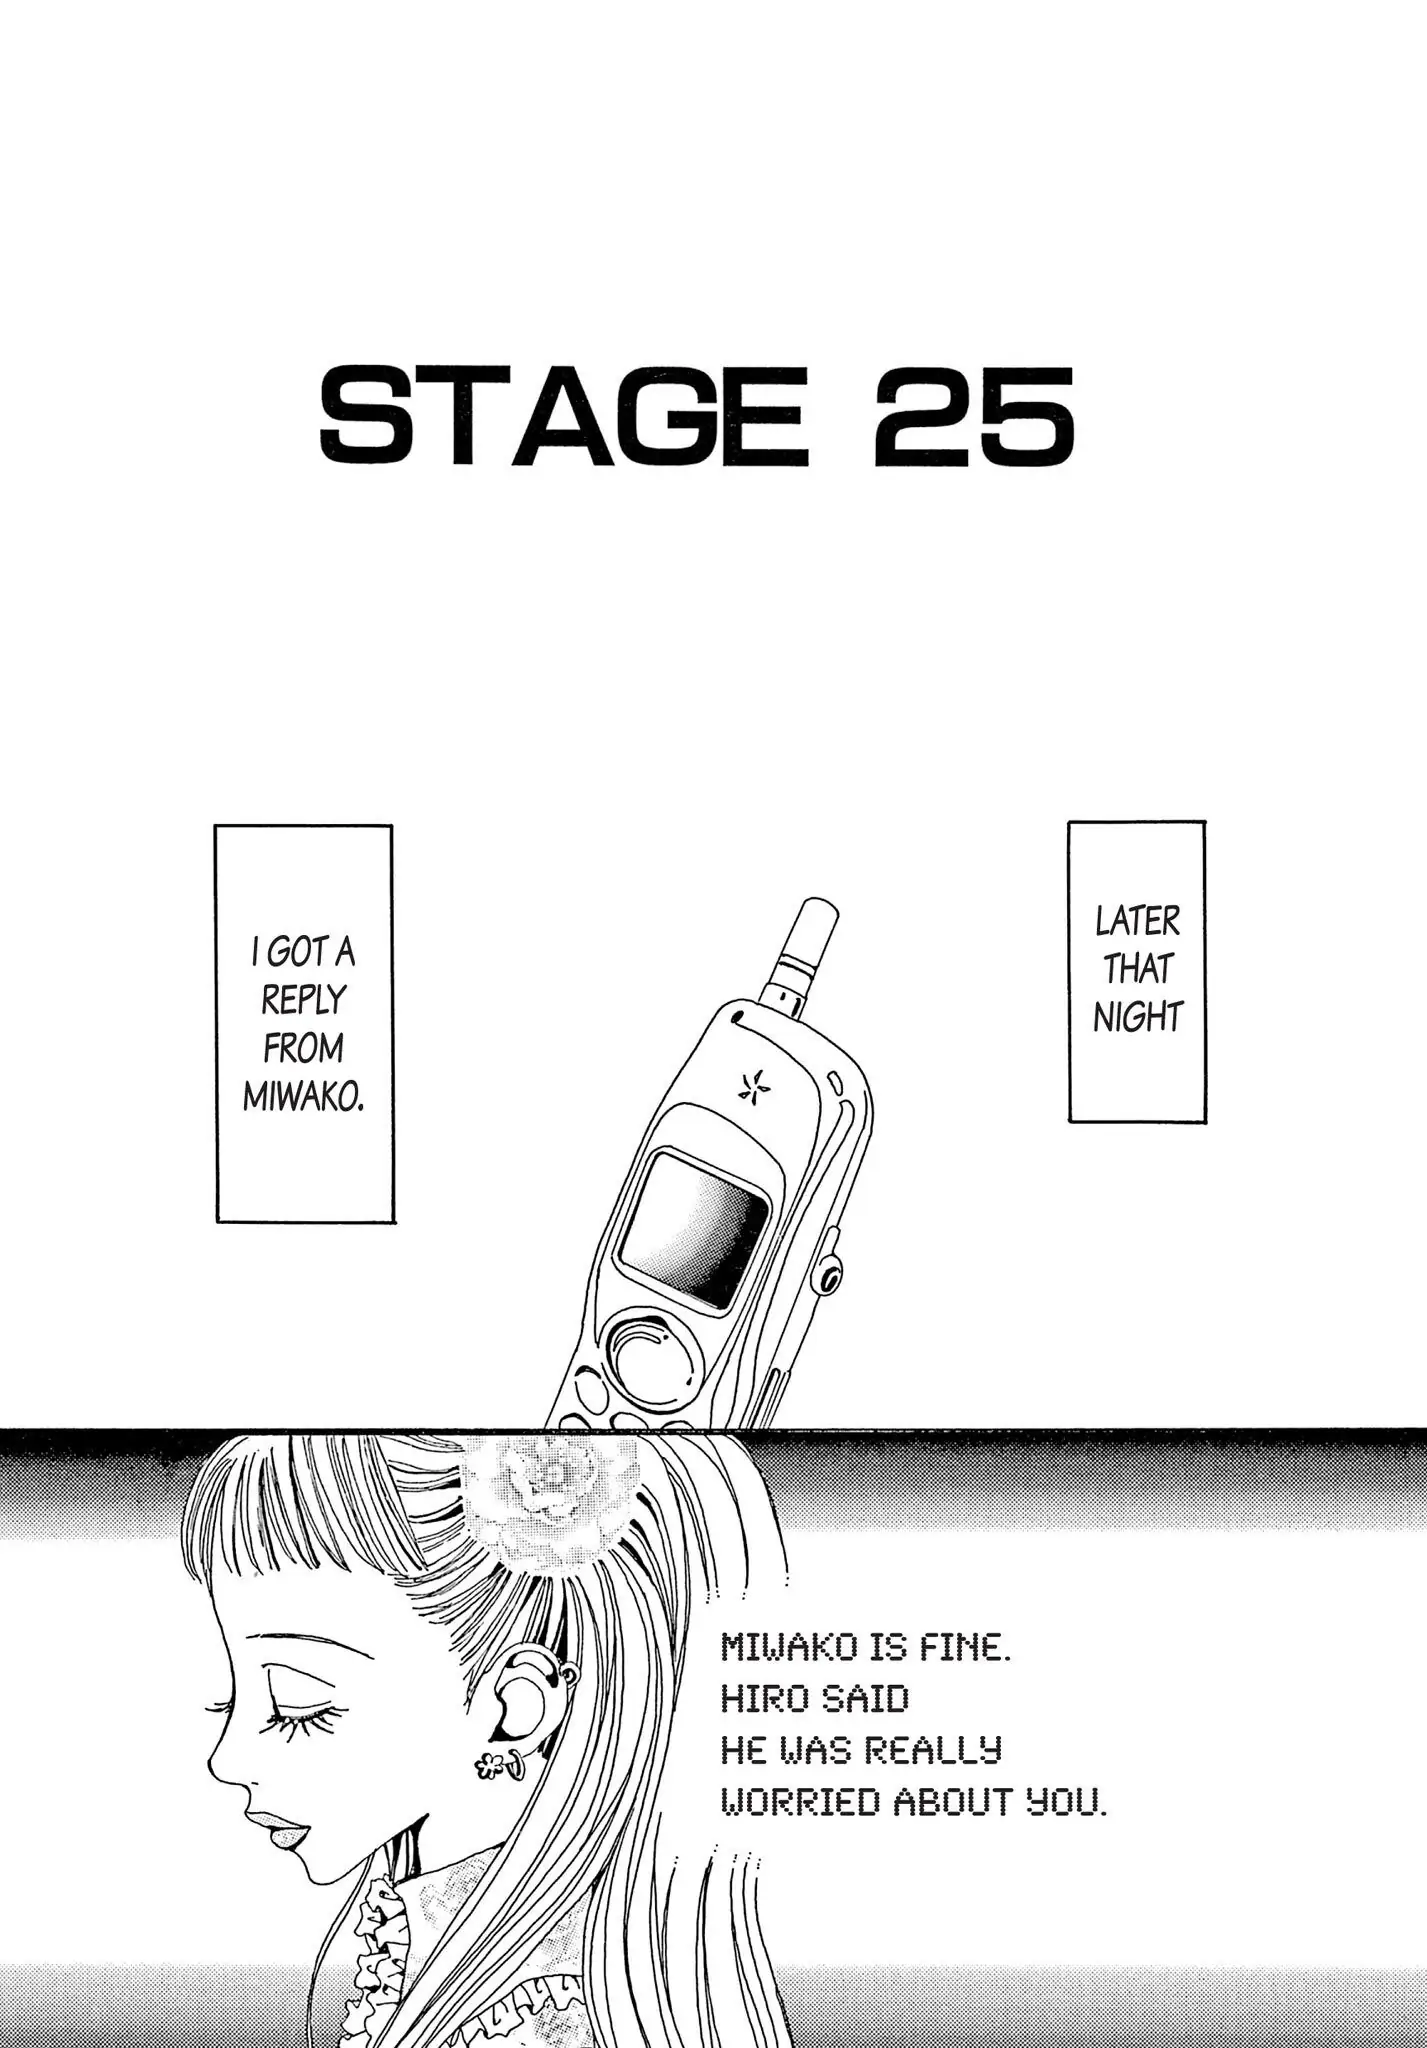 STAGE 25
LATER
THAT
NIGHT
I GOT A
REPLY
FROM
MIWAKO.
MIWAKO IS FINE.
HIRO SAID
HE WAS REALLY
WORRIED ABOUT YOU.